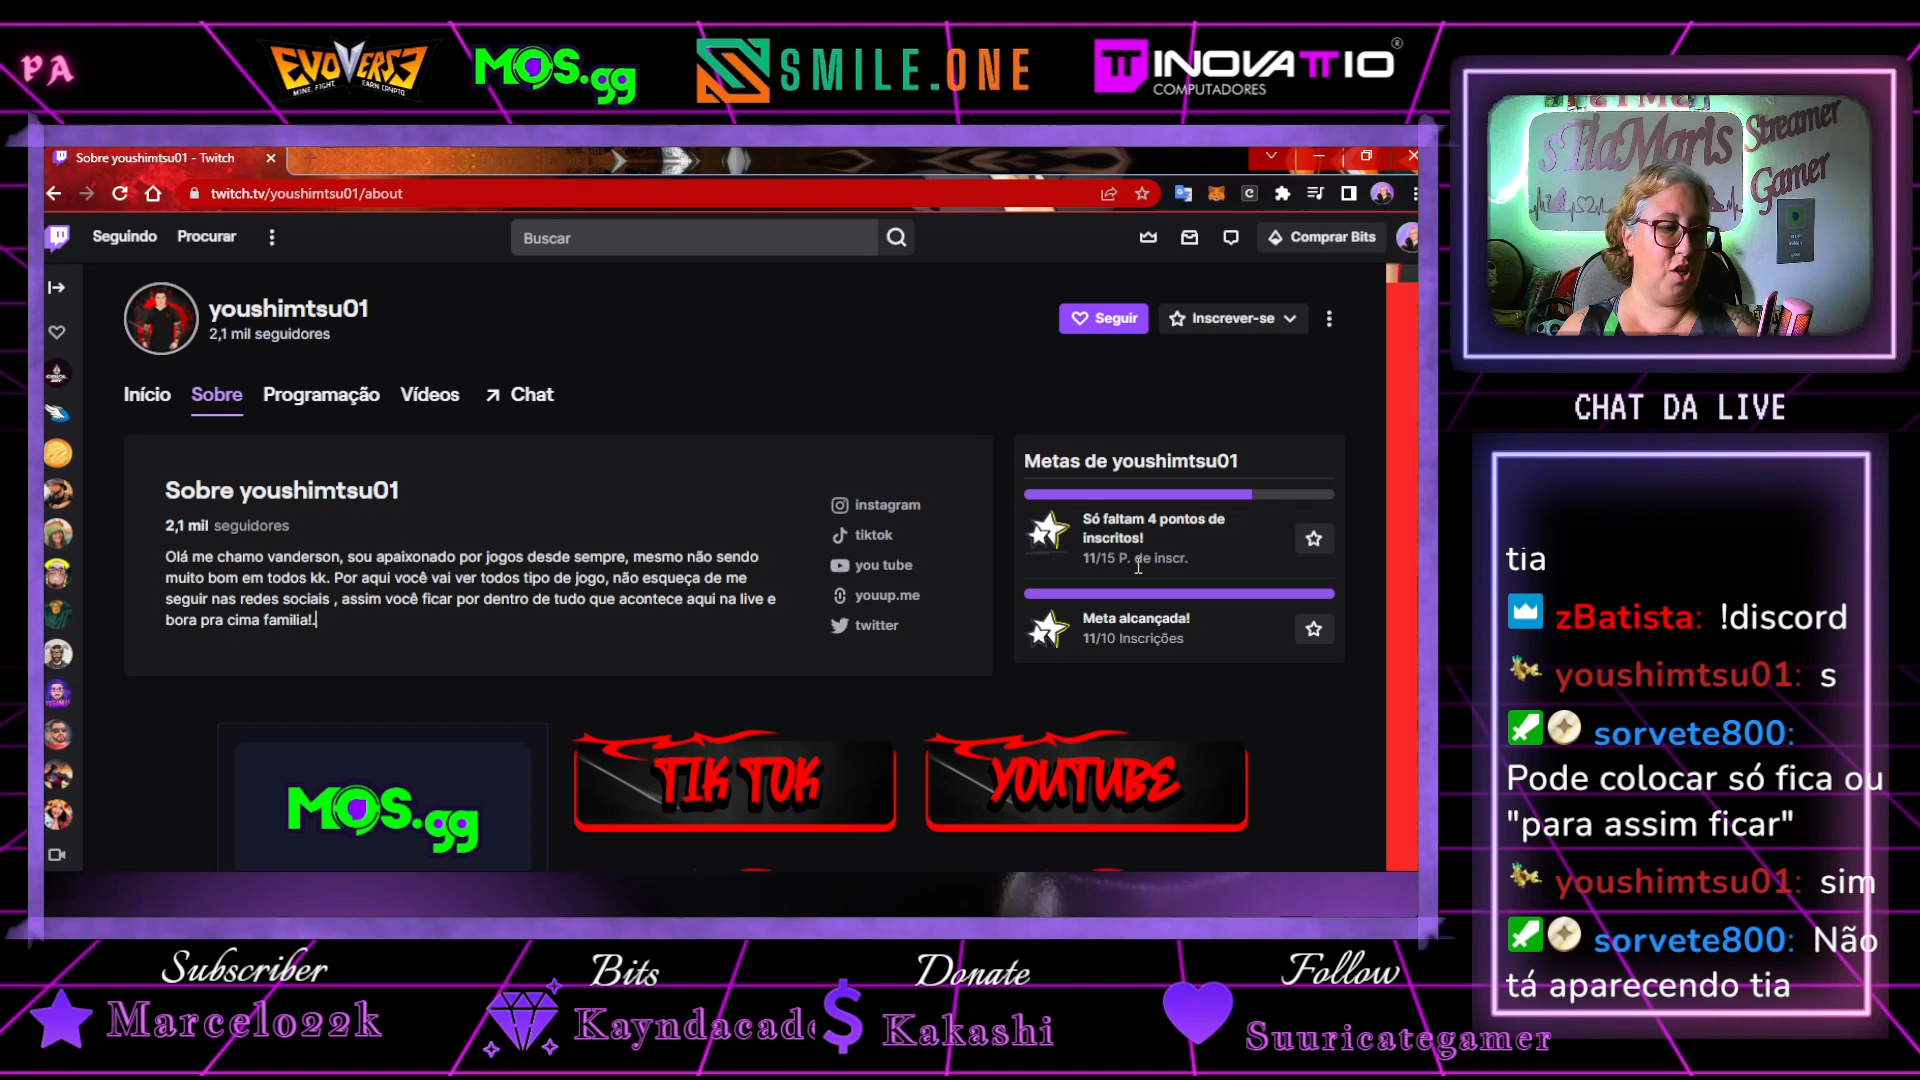 PA
EVOVERSE
MINE, FIGHT EARN CRYPTO
MOS.gg
SMILE.ONE
INOVATIO®
COMPUTADORES
Sobre youshimtsu01 - Twitch
twitch.tv/youshimtsu01/about
Seguindo Procurar
Buscar
Comprar Bits
youshimtsu01
2,1 mil seguidores
Seguir
Inscrever-se
Início Sobre Programação Vídeos Chat
Sobre youshimtsu01
2,1 mil seguidores
Olá me chamo vanderson, sou apaixonado por jogos desde sempre, mesmo não sendo
muito bom em todos kk. Por aqui você vai ver todos tipo de jogo, não esqueça de me
seguir nas redes sociais , assim você ficar por dentro de tudo que acontece aqui na live e
bora pra cima familia!.
instagram
tiktok
you tube
youup.me
twitter
Metas de youshimtsu01
Só faltam 4 pontos de
inscritos!
11/15 P. de inscr.
Meta alcançada!
11/10 Inscrições
MOS.gg
TIK TOK
YOUTUBE
sTiaMaris
Streamer
Gamer
CHAT DA LIVE
tia
zBatista: !discord
youshimtsu01: s
sorvete800:
Pode colocar só fica ou
"para assim ficar"
youshimtsu01: sim
sorvete800: Não
tá aparecendo tia
Subscriber
Marcelo22k
Bits
Donate
Kakashi
Follow
Suuricategamer